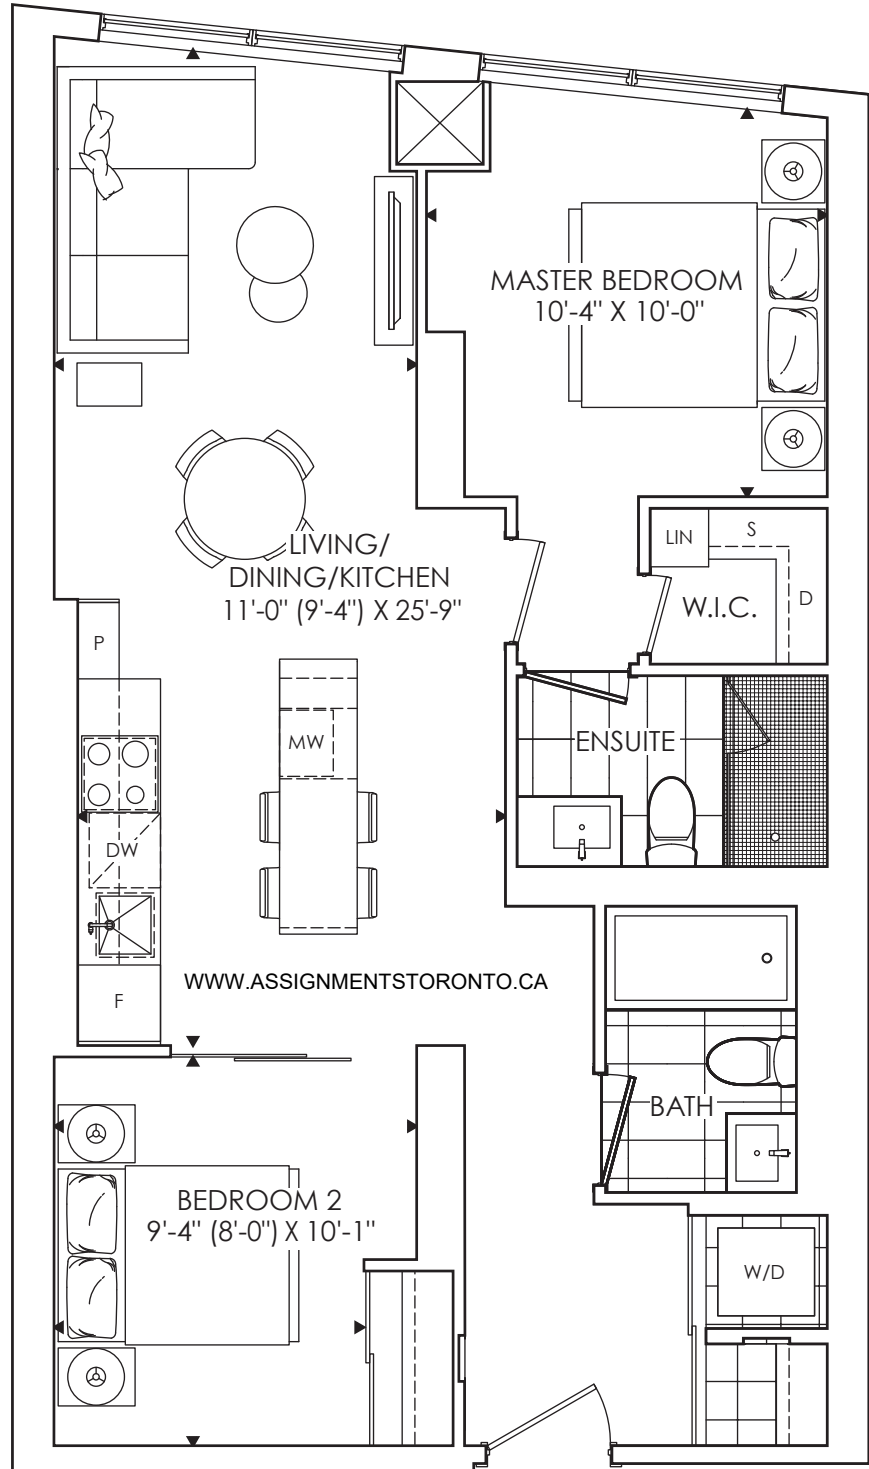 MASTER BEDROOM
10'-4" X 10'-0"
LIVING/
DINING/KITCHEN
11'-0" (9'-4") X 25'-9"
LIN
S
D
W.I.C.
P
MW
ENSUITE
DW
F
WWW.ASSIGNMENTSTORONTO.CA
BATH
BEDROOM 2
9'-4" (8'-0") X 10'-1"
W/D